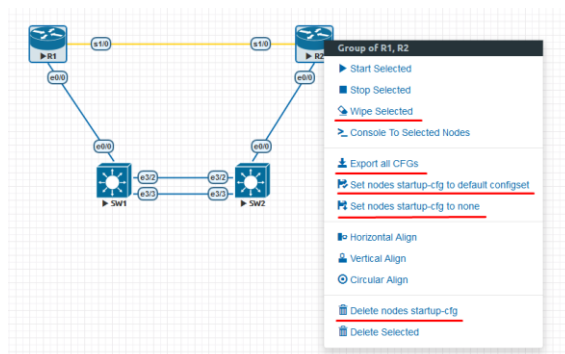 s1/0
s1/0
R1
R2
Group of R1, R2
Start Selected
Stop Selected
Wipe Selected
Console To Selected Nodes
Export all CFGs
Set nodes startup-cfg to default configset
Set nodes startup-cfg to none
Horizontal Align
Vertical Align
Circular Align
Delete nodes startup-cfg
Delete Selected
e0/0
e0/0
e0/0
e0/0
e3/2
e3/2
e3/3
e3/3
SW1
SW2